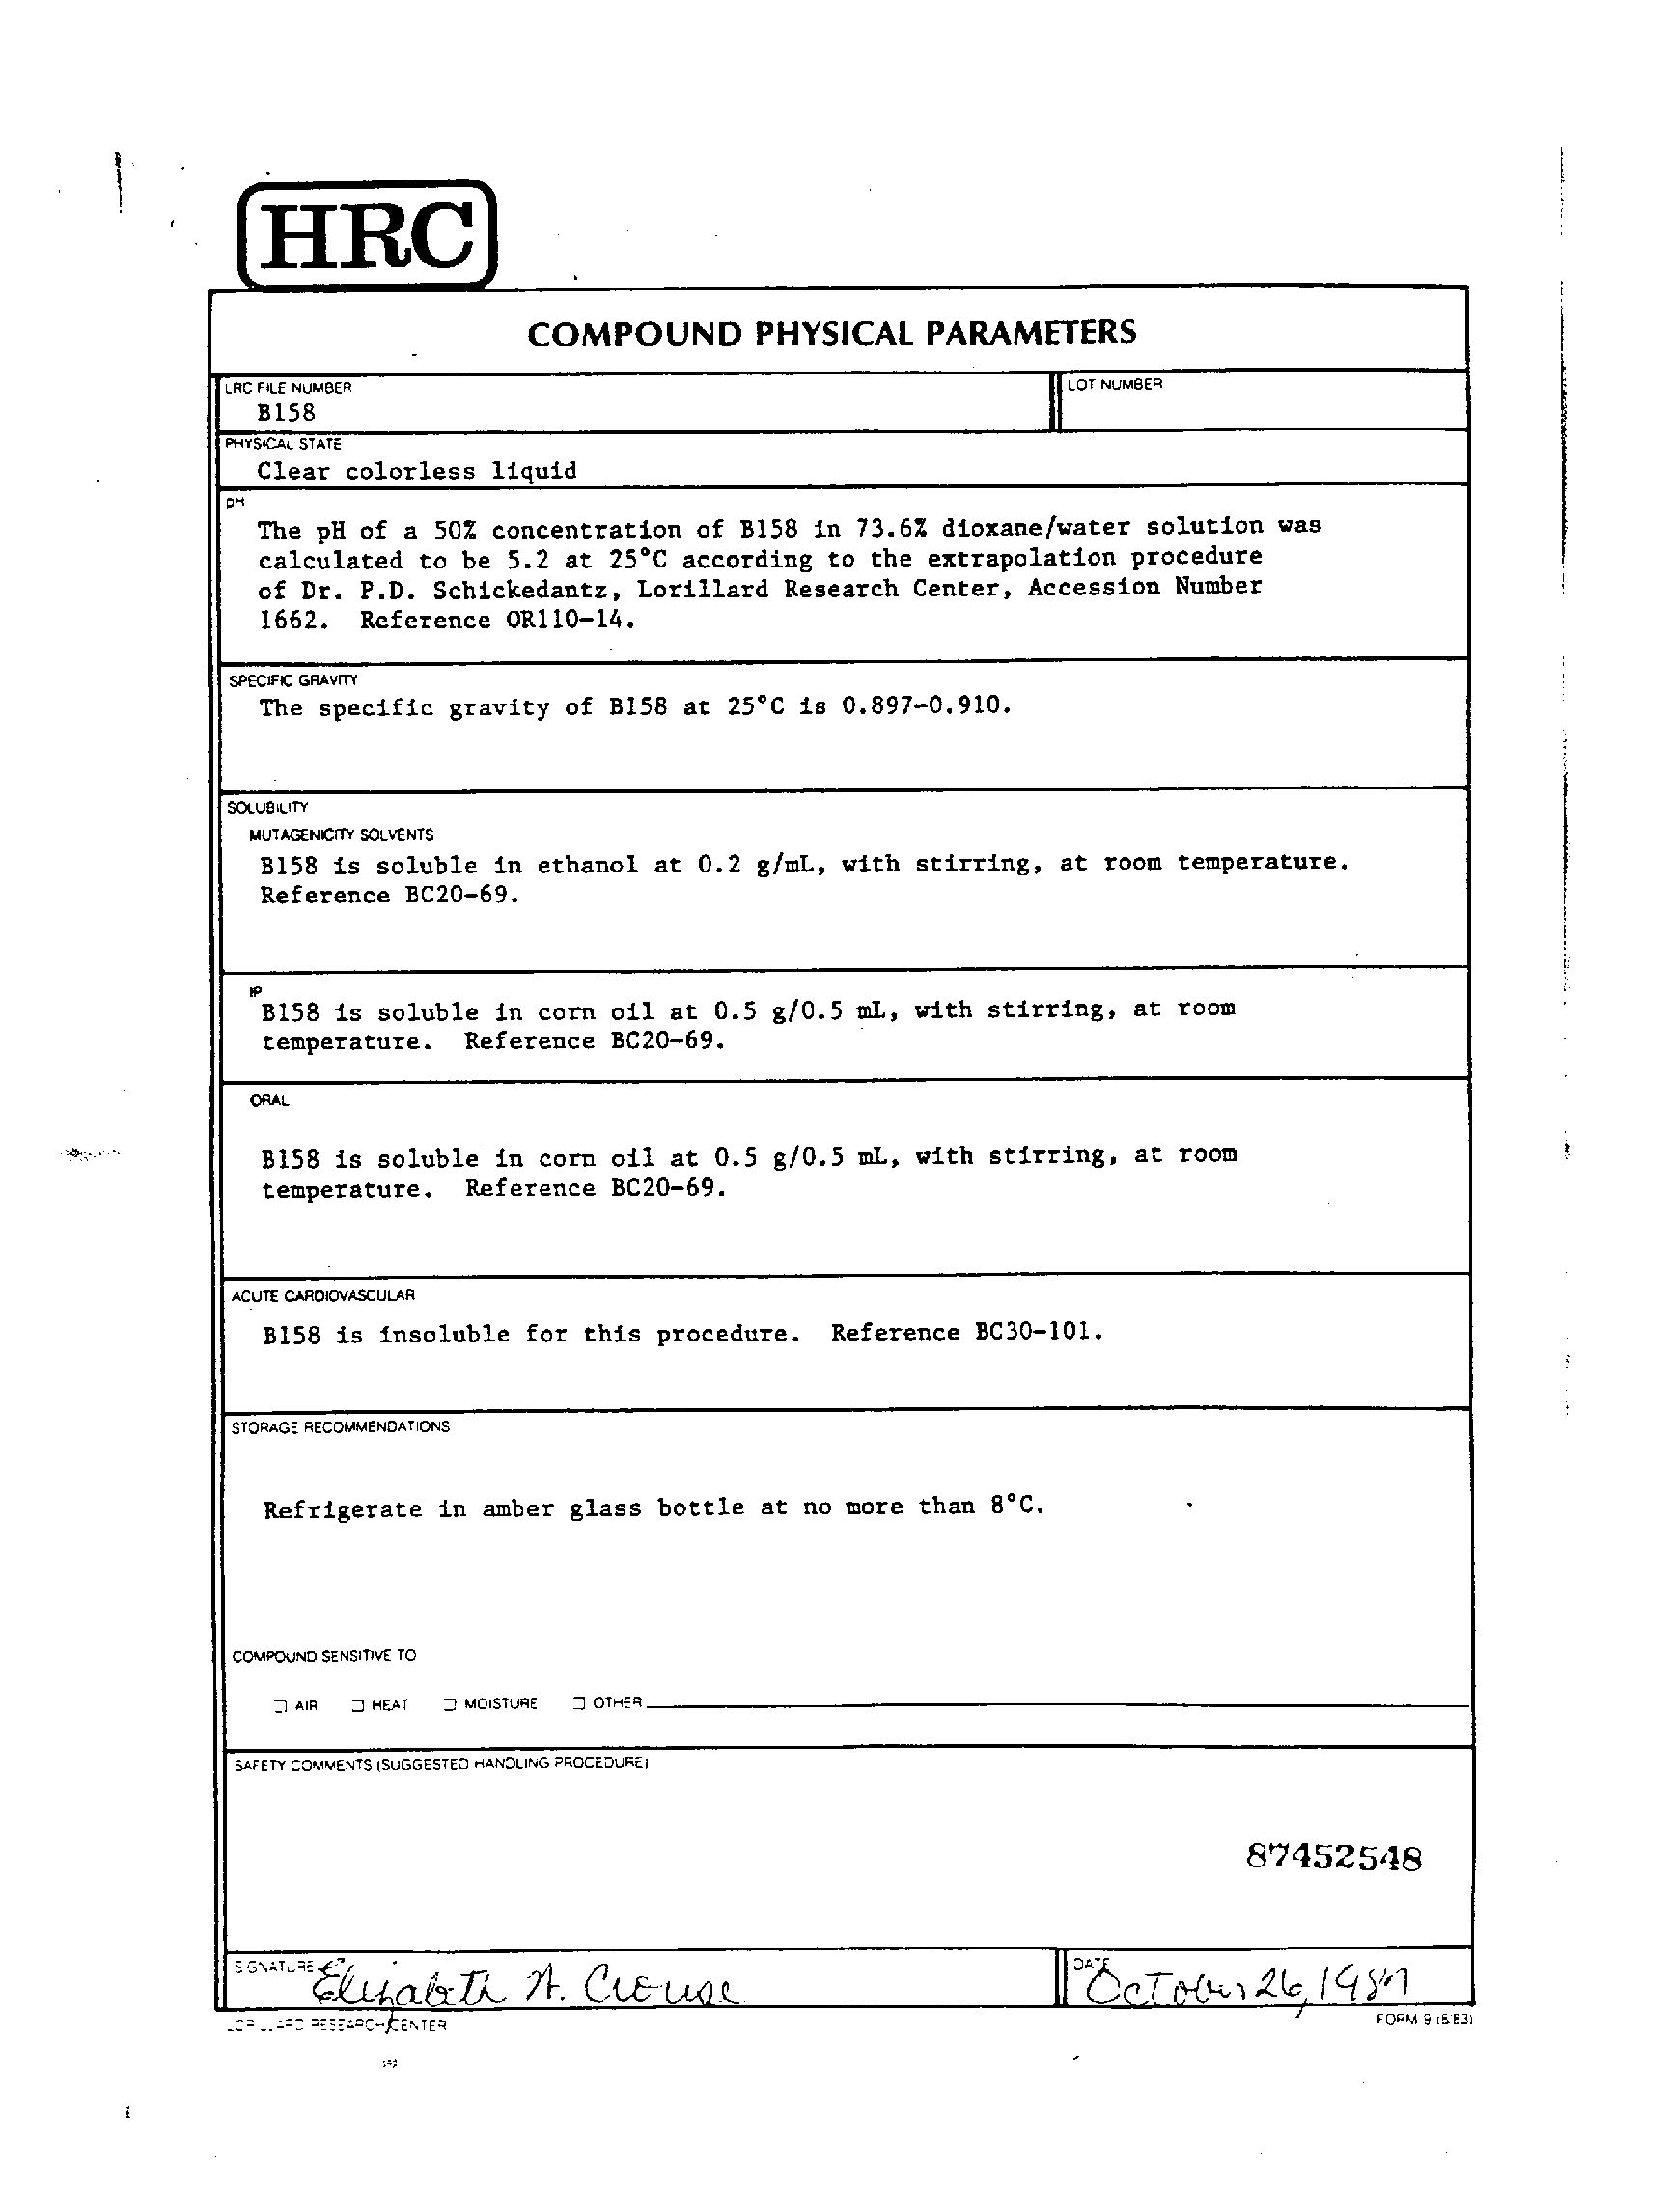 HRC
COMPOUND PHYSICAL PARAMETERS
LRC FILE NUMBER
B158
LOT NUMBER
PHYSICAL STATE
Clear colorless liquid
pH
The pH of a 50% concentration of B158 in 73.6% dioxane/water solution was
calculated to be 5.2 at 25°C according to the extrapolation procedure
of Dr. P.D. Schickedantz, Lorillard Research Center, Accession Number
1662. Reference OR110-14.
SPECIFIC GRAVITY
The specific gravity of B158 at 25°C is 0.897-0.910.
SOLUBILITY
MUTAGENICITY SOLVENTS
B158 is soluble in ethanol at 0.2 g/mL, with stirring, at room temperature.
Reference BC20-69.
IP
B158 is soluble in corn oil at 0.5 g/0.5 mL, with stirring, at room
temperature. Reference BC20-69.
ORAL
B158 is soluble in corn oil at 0.5 g/0.5 mL, with stirring, at room
temperature. Reference BC20-69.
ACUTE CARDIOVASCULAR
B158 is insoluble for this procedure. Reference BC30-101.
STORAGE RECOMMENDATIONS
Refrigerate in amber glass bottle at no more than 8°C.
COMPOUND SENSITIVE TO
AIR HEAT MOISTURE OTHER
SAFETY COMMENTS (SUGGESTED HANDLING PROCEDURE)
87452548
SIGNATURE Elizabeth A. Crouse
DATE October 26,
LORILLARD RESEARCH CENTER
FORM 9 (5/83)